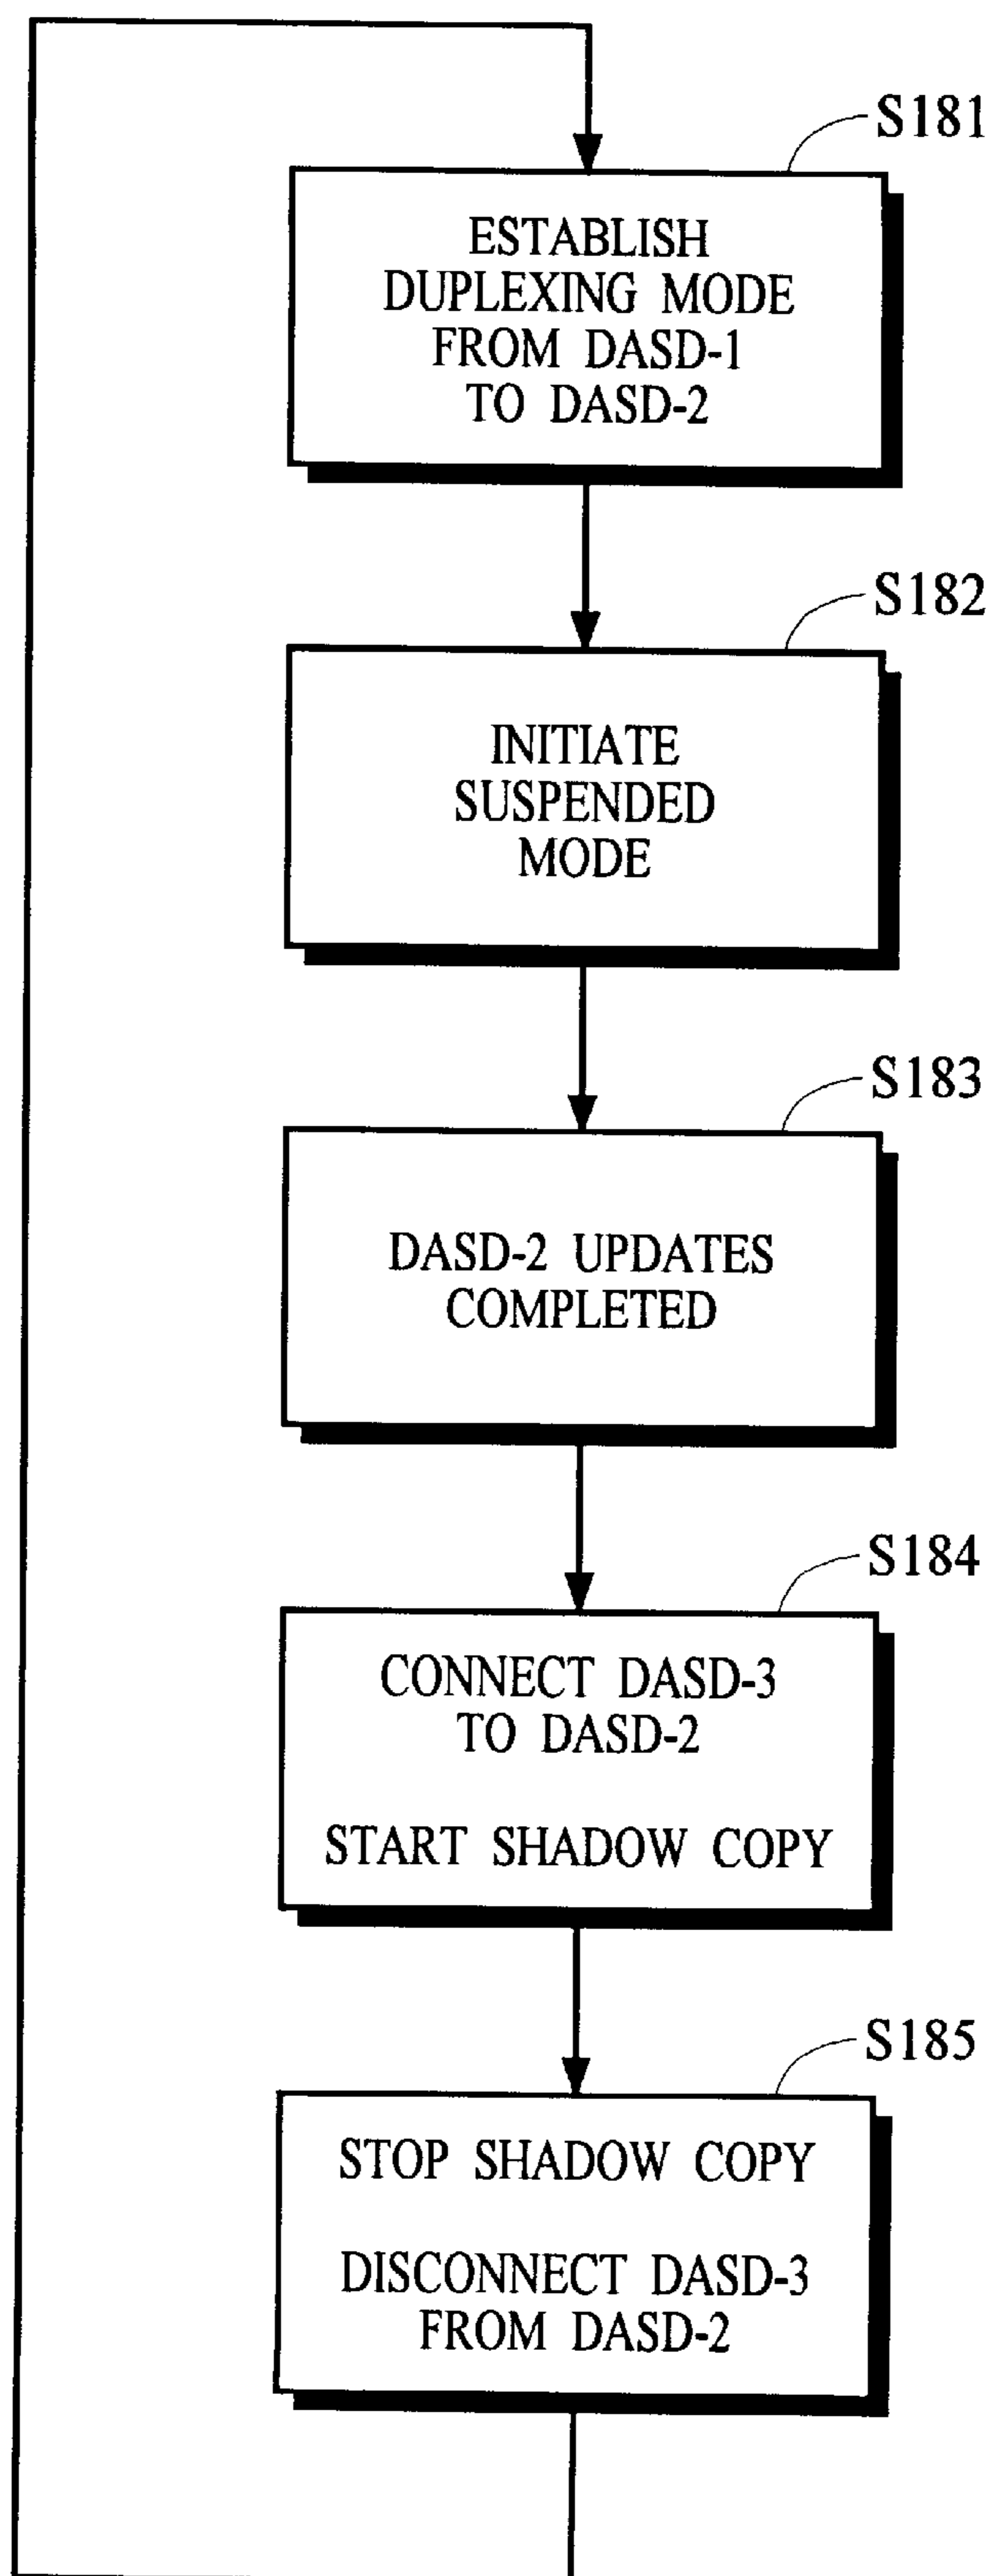 S181
ESTABLISH
DUPLEXING MODE
FROM DASD-1
TO DASD-2
S182
INITIATE
SUSPENDED
MODE
S183
DASD-2 UPDATES
COMPLETED
S184
CONNECT DASD-3
TO DASD-2
START SHADOW COPY
S185
STOP SHADOW COPY
DISCONNECT DASD-3
FROM DASD-2